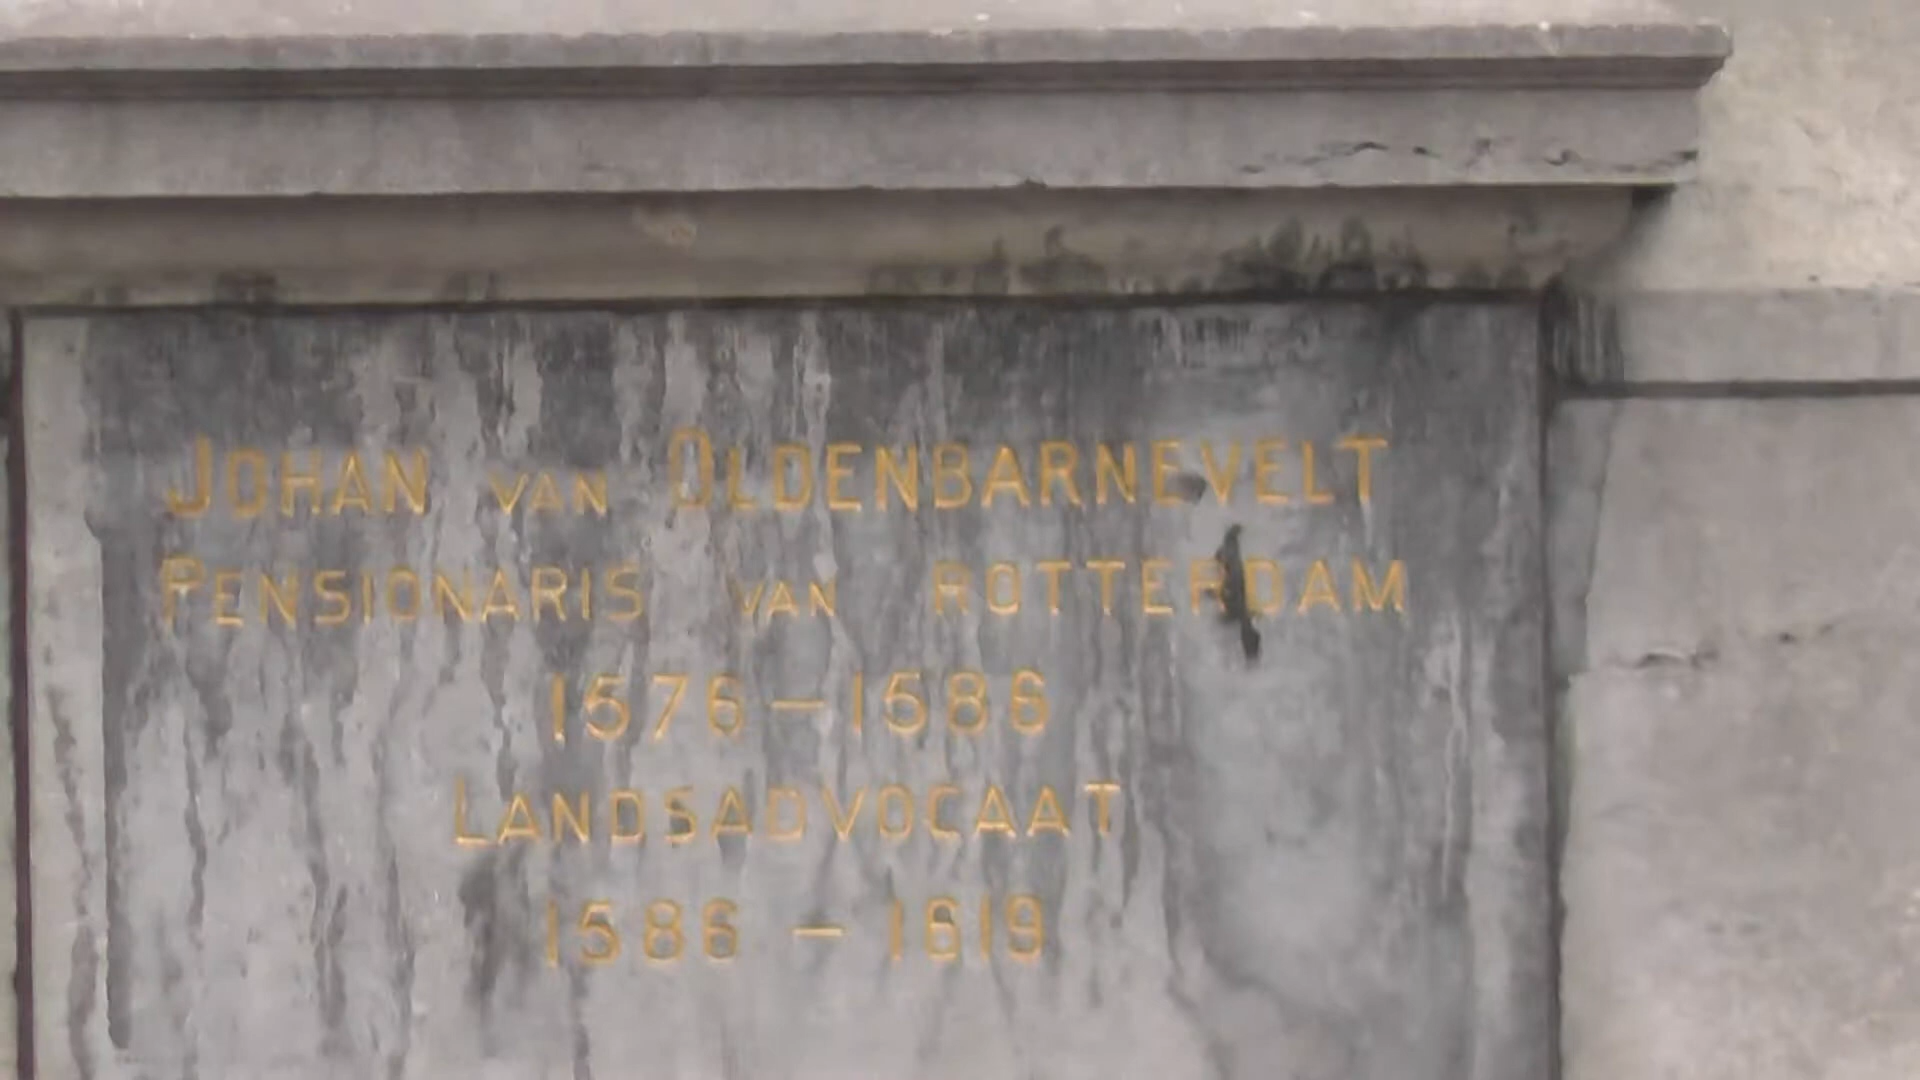 JOHAN VAN OLDENBARNEVELT
PENSIONARIS VAN ROTTERDAM
1576-1586
LANDSADVOCAAT
1586 - 1619